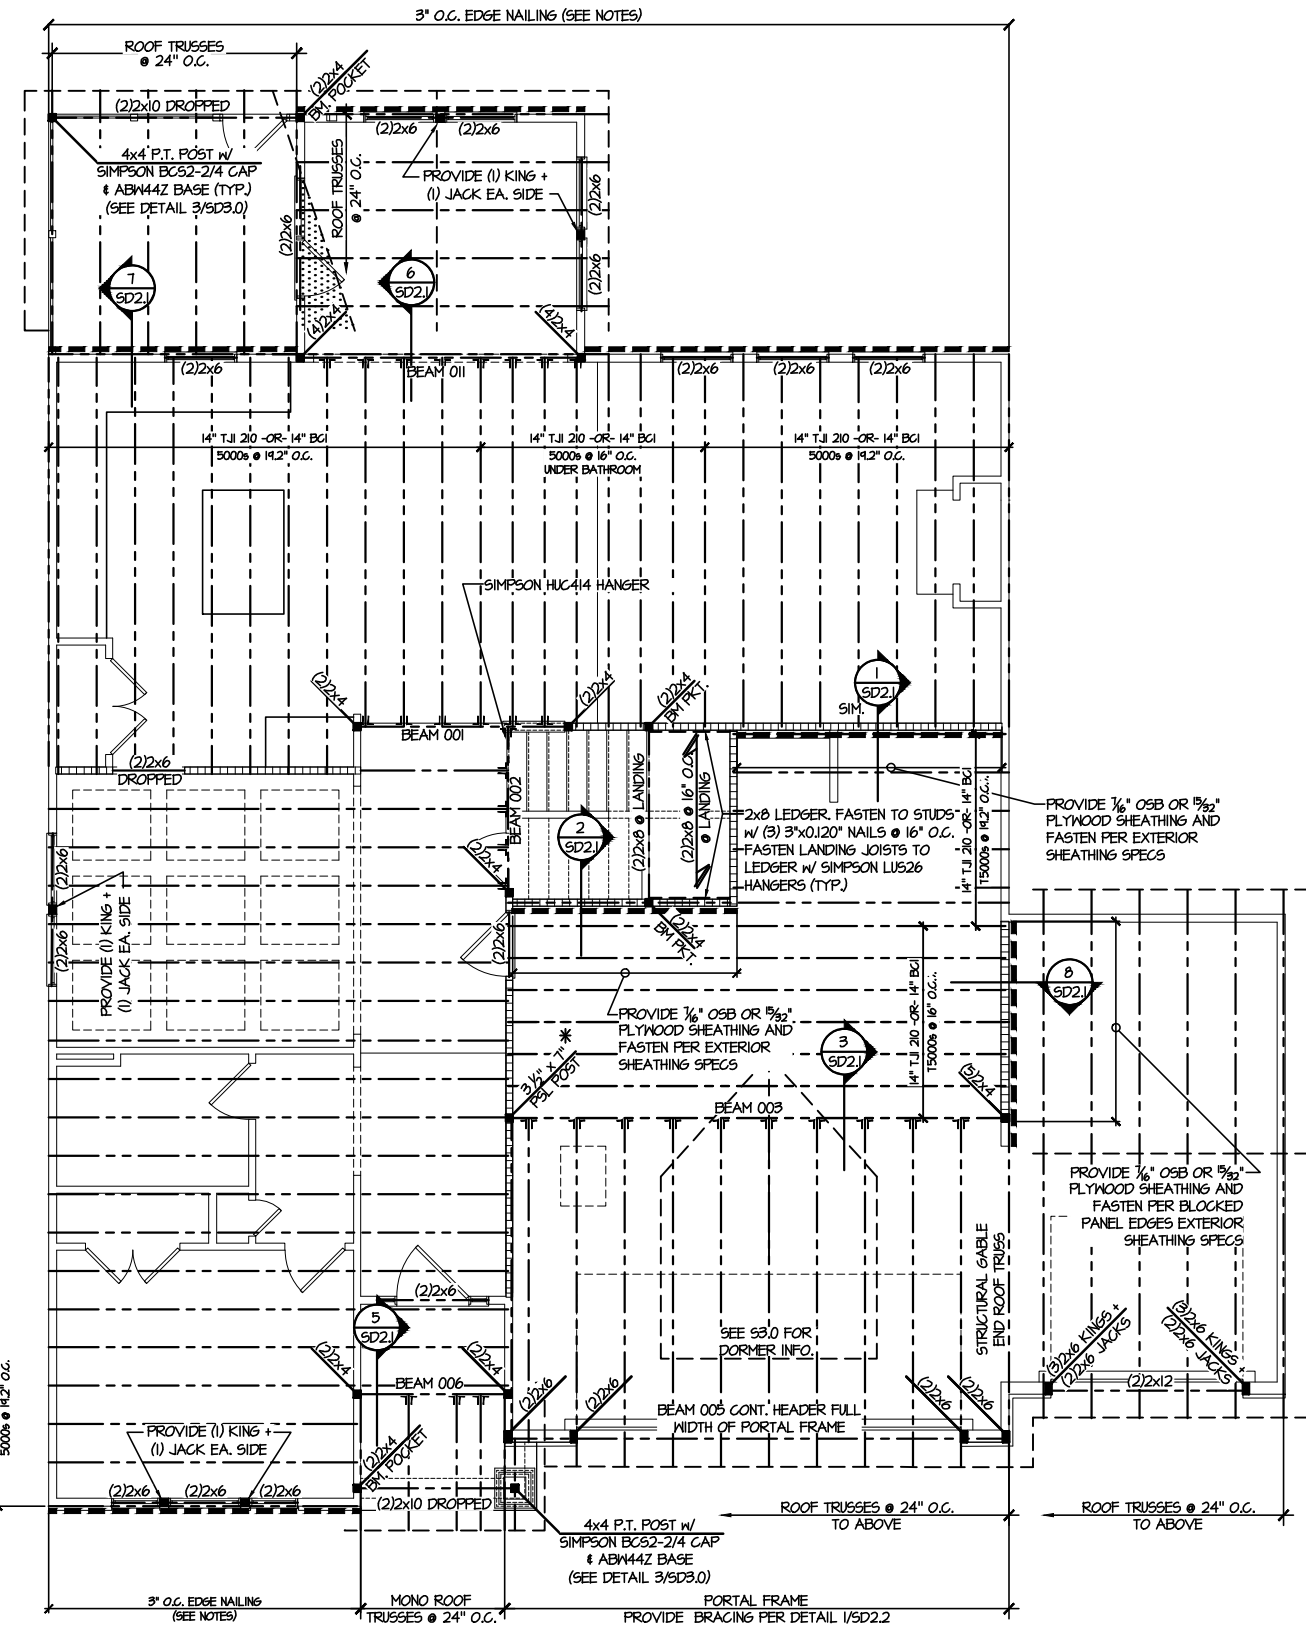 3" O.C. EDGE NAILING (SEE NOTES)
ROOF TRUSSES
@ 24" O.C.
(2)2x4
BM. POCKET
(2)2x10 DROPPED
(2)2x6
(2)2x6
4x4 P.T. POST W/
SIMPSON BCS2-2/4 CAP
& ABW44Z BASE (TYP.)
(SEE DETAIL 3/SD3.0)
ROOF TRUSSES
@ 24" O.C.
PROVIDE (1) KING +
(1) JACK EA. SIDE
(2)2x6
(2)2x6
(2)2x6
7
SD2.1
6
SD2.1
(4)2x4
(4)2x4
(2)2x6
BEAM 011
(2)2x6
(2)2x6
(2)2x6
14" TJI 210 -OR- 14" BCI
5000s @ 19.2" O.C.
14" TJI 210 -OR- 14" BCI
5000s @ 16" O.C.
UNDER BATHROOM
14" TJI 210 -OR- 14" BCI
5000s @ 19.2" O.C.
SIMPSON HUC414 HANGER
(2)2x4
(2)2x4
(2)2x4
BM PKT.
1
SD2.1
SIM.
BEAM 001
(2)2x6
DROPPED
BEAM 002
2
SD2.1
(2)2x8 @ LANDING
(2)2x8 @ 16" O.C.
@ LANDING
2x8 LEDGER. FASTEN TO STUDS
W/ (3) 3"x0.120" NAILS @ 16" O.C.
FASTEN LANDING JOISTS TO
LEDGER W/ SIMPSON LUS26
HANGERS (TYP.)
14" TJI 210 -OR- 14" BCI
T5000s @ 19.2" O.C.
PROVIDE 7/16" OSB OR 15/32"
PLYWOOD SHEATHING AND
FASTEN PER EXTERIOR
SHEATHING SPECS
(2)2x6
(2)2x6
PROVIDE (1) KING +
(1) JACK EA. SIDE
(2)2x4
(2)2x6
(2)2x4
BM PKT.
PROVIDE 7/16" OSB OR 15/32"
PLYWOOD SHEATHING AND
FASTEN PER EXTERIOR
SHEATHING SPECS
14" TJI 210 -OR- 14" BCI
T5000s @ 16" O.C.
8
SD2.1
3
SD2.1
3 1/2" X 7" *
PSL POST
(5)2x4
BEAM 003
PROVIDE 7/16" OSB OR 15/32"
PLYWOOD SHEATHING AND
FASTEN PER BLOCKED
PANEL EDGES EXTERIOR
SHEATHING SPECS
STRUCTURAL GABLE
END ROOF TRUSS
(2)2x6
5
SD2.1
SEE S3.0 FOR
DORMER INFO.
(3)2x6 KINGS +
(2)2x6 JACKS
(3)2x6 KINGS +
(2)2x6 JACKS
(2)2x12
(2)2x4
(2)2x4
BEAM 006
(2)2x6
(2)2x6
(2)2x6
(2)2x6
BEAM 005 CONT. HEADER FULL
WIDTH OF PORTAL FRAME
5000s @ 19.2" O.C.
PROVIDE (1) KING +
(1) JACK EA. SIDE
(2)2x4
BM. POCKET
(2)2x6
(2)2x6
(2)2x6
(2)2x10 DROPPED
4x4 P.T. POST W/
SIMPSON BCS2-2/4 CAP
& ABW44Z BASE
(SEE DETAIL 3/SD3.0)
ROOF TRUSSES @ 24" O.C.
TO ABOVE
ROOF TRUSSES @ 24" O.C.
TO ABOVE
3" O.C. EDGE NAILING
(SEE NOTES)
MONO ROOF
TRUSSES @ 24" O.C.
PORTAL FRAME
PROVIDE BRACING PER DETAIL 1/SD2.2